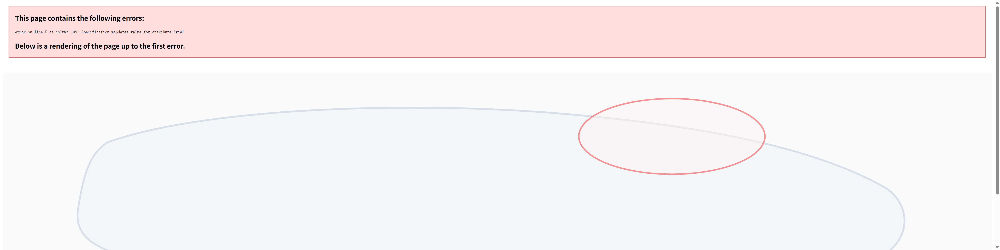 This page contains the following errors:
error on line 5 at column 109: Specification mandates value for attribute Arial
Below is a rendering of the page up to the first error.